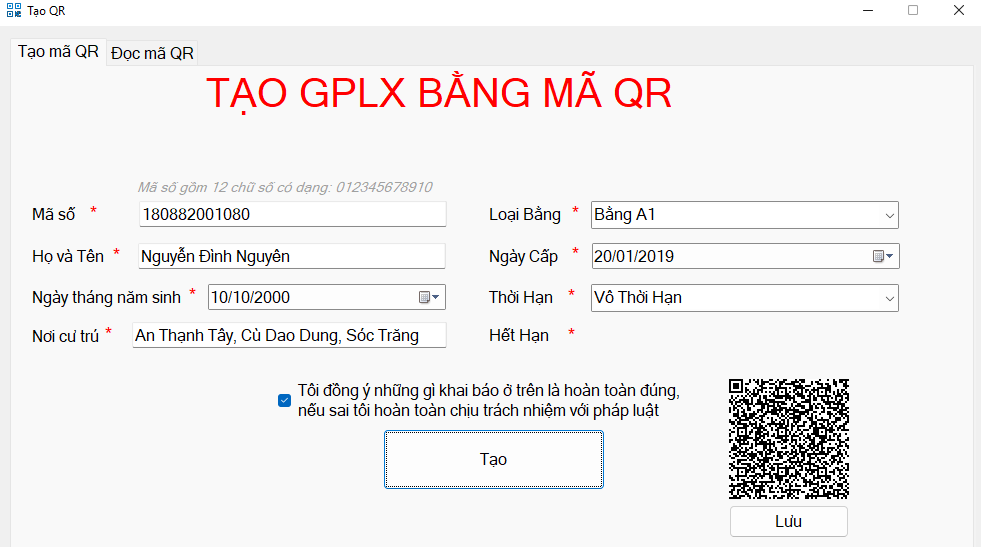 Tạo QR
Tạo mã QR
Đọc mã QR
TẠO GPLX BẰNG MÃ QR
Mã số gồm 12 chữ số có dạng: 012345678910
Mã số * 180882001080
Loại Bằng * Bằng A1
Họ và Tên * Nguyễn Đình Nguyên
Ngày Cấp * 20/01/2019
Ngày tháng năm sinh * 10/10/2000
Thời Hạn * Vô Thời Hạn
Nơi cư trú * An Thạnh Tây, Cù Dao Dung, Sóc Trăng
Hết Hạn *
Tôi đồng ý những gì khai báo ở trên là hoàn toàn đúng,
nếu sai tôi hoàn toàn chịu trách nhiệm với pháp luật
Tạo
Lưu